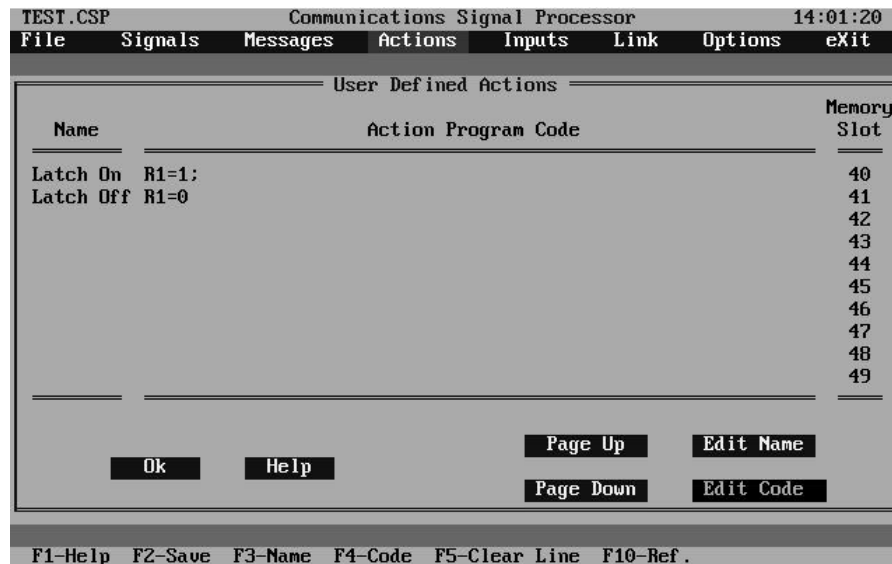 TEST.CSP Communications Signal Processor 14:01:20
File Signals Messages Actions Inputs Link Options eXit
User Defined Actions
Memory
Name Action Program Code Slot
Latch On R1=1; 40
Latch Off R1=0 41
42
43
44
45
46
47
48
49
Page Up Edit Name
Ok Help
Page Down Edit Code
F1-Help F2-Save F3-Name F4-Code F5-Clear Line F10-Ref.